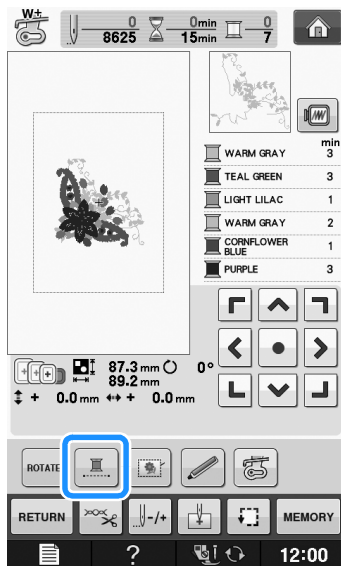 W+
0 0min 0
8625 15min 7
min
WARM GRAY 3
TEAL GREEN 3
LIGHT LILAC 1
WARM GRAY 2
CORNFLOWER BLUE 1
PURPLE 3
87.3 mm 0°
89.2 mm
+ 0.0 mm + 0.0 mm
ROTATE
RETURN -/+ MEMORY
? 12:00